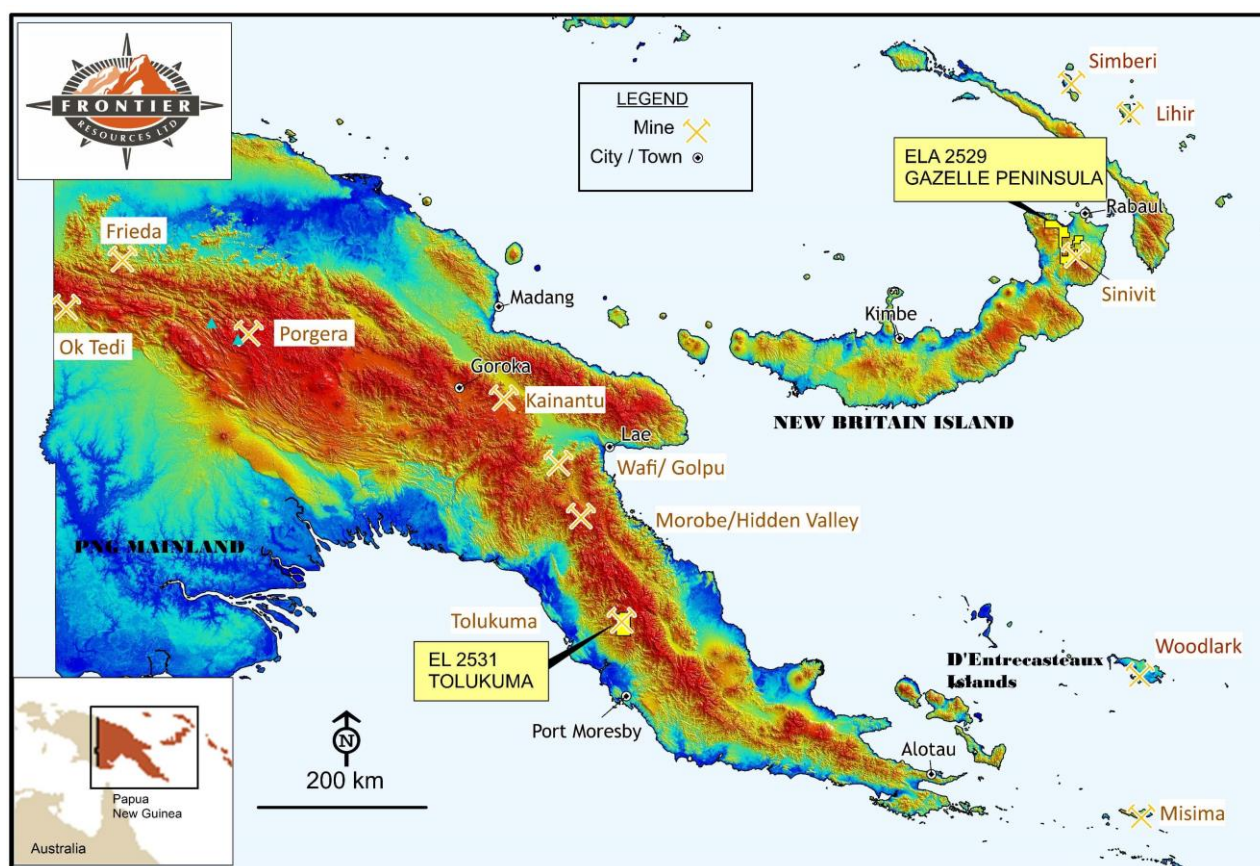 FRONTIER
RESOURCES LTD
LEGEND
Mine
City / Town
Simberi
Lihir
ELA 2529
GAZELLE PENINSULA
Rabaul
Sinivit
Frieda
Madang
Kimbe
Ok Tedi
Porgera
Goroka
Kainantu
NEW BRITAIN ISLAND
Lae
Wafi/ Golpu
Morobe/Hidden Valley
PNG MAINLAND
Tolukuma
EL 2531
TOLUKUMA
Woodlark
D'Entrecasteaux
Islands
Port Moresby
N
200 km
Alotau
Misima
Papua
New Guinea
Australia